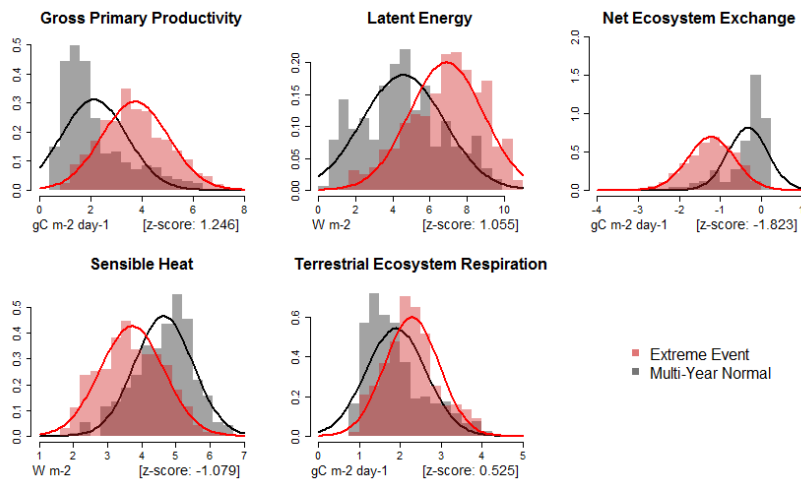 Gross Primary Productivity
0.0 0.1 0.2 0.3 0.4 0.5
0 2 4 6 8
gC m-2 day-1 [z-score: 1.246]
Latent Energy
0.00 0.05 0.10 0.15 0.20
0 2 4 6 8 10
W m-2 [z-score: 1.055]
Net Ecosystem Exchange
0.0 0.5 1.0 1.5 2.0
-4 -3 -2 -1 0 1
gC m-2 day-1 [z-score: -1.823]
Sensible Heat
0.0 0.1 0.2 0.3 0.4 0.5
1 2 3 4 5 6 7
W m-2 [z-score: -1.079]
Terrestrial Ecosystem Respiration
0.0 0.2 0.4 0.6
0 1 2 3 4 5
gC m-2 day-1 [z-score: 0.525]
Extreme Event
Multi-Year Normal